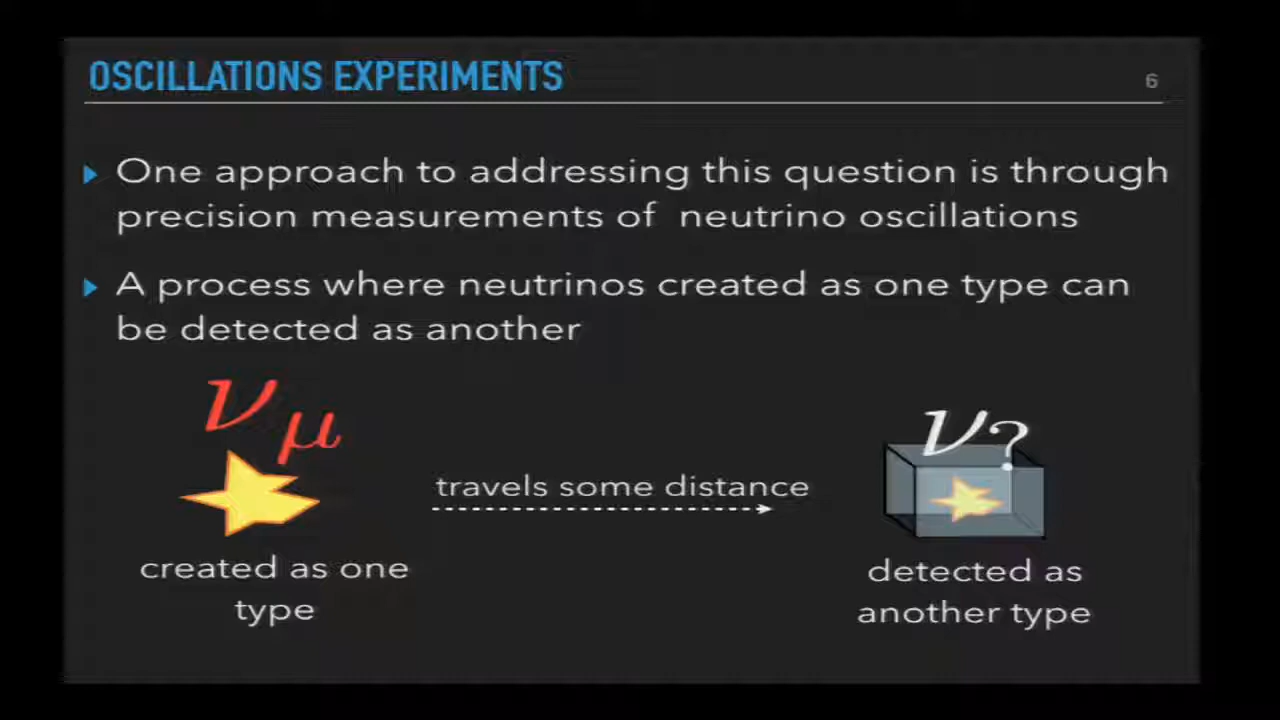 OSCILLATIONS EXPERIMENTS
6
One approach to addressing this question is through
precision measurements of neutrino oscillations
A process where neutrinos created as one type can
be detected as another
νμ
ν?
travels some distance
created as one
type
detected as
another type